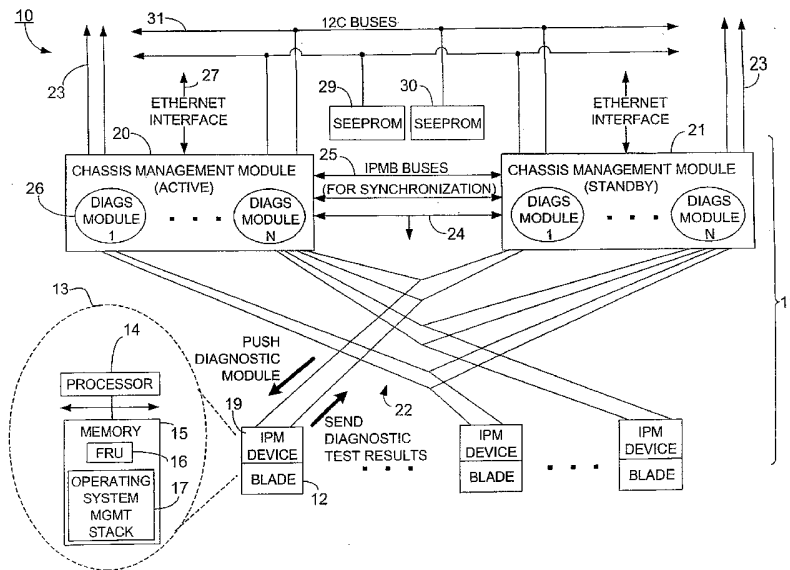 10
31
12C BUSES
23
27
ETHERNET
INTERFACE
29
SEEPROM
30
SEEPROM
ETHERNET
INTERFACE
23
20
21
CHASSIS MANAGEMENT MODULE
(ACTIVE)
25
IPMB BUSES
(FOR SYNCHRONIZATION)
24
CHASSIS MANAGEMENT MODULE
(STANDBY)
26
DIAGS
MODULE
1
DIAGS
MODULE
N
DIAGS
MODULE
1
DIAGS
MODULE
N
1
13
14
PROCESSOR
MEMORY
15
FRU
16
OPERATING
SYSTEM
MGMT
STACK
17
PUSH
DIAGNOSTIC
MODULE
22
SEND
DIAGNOSTIC
TEST RESULTS
19
IPM
DEVICE
BLADE
12
IPM
DEVICE
BLADE
IPM
DEVICE
BLADE